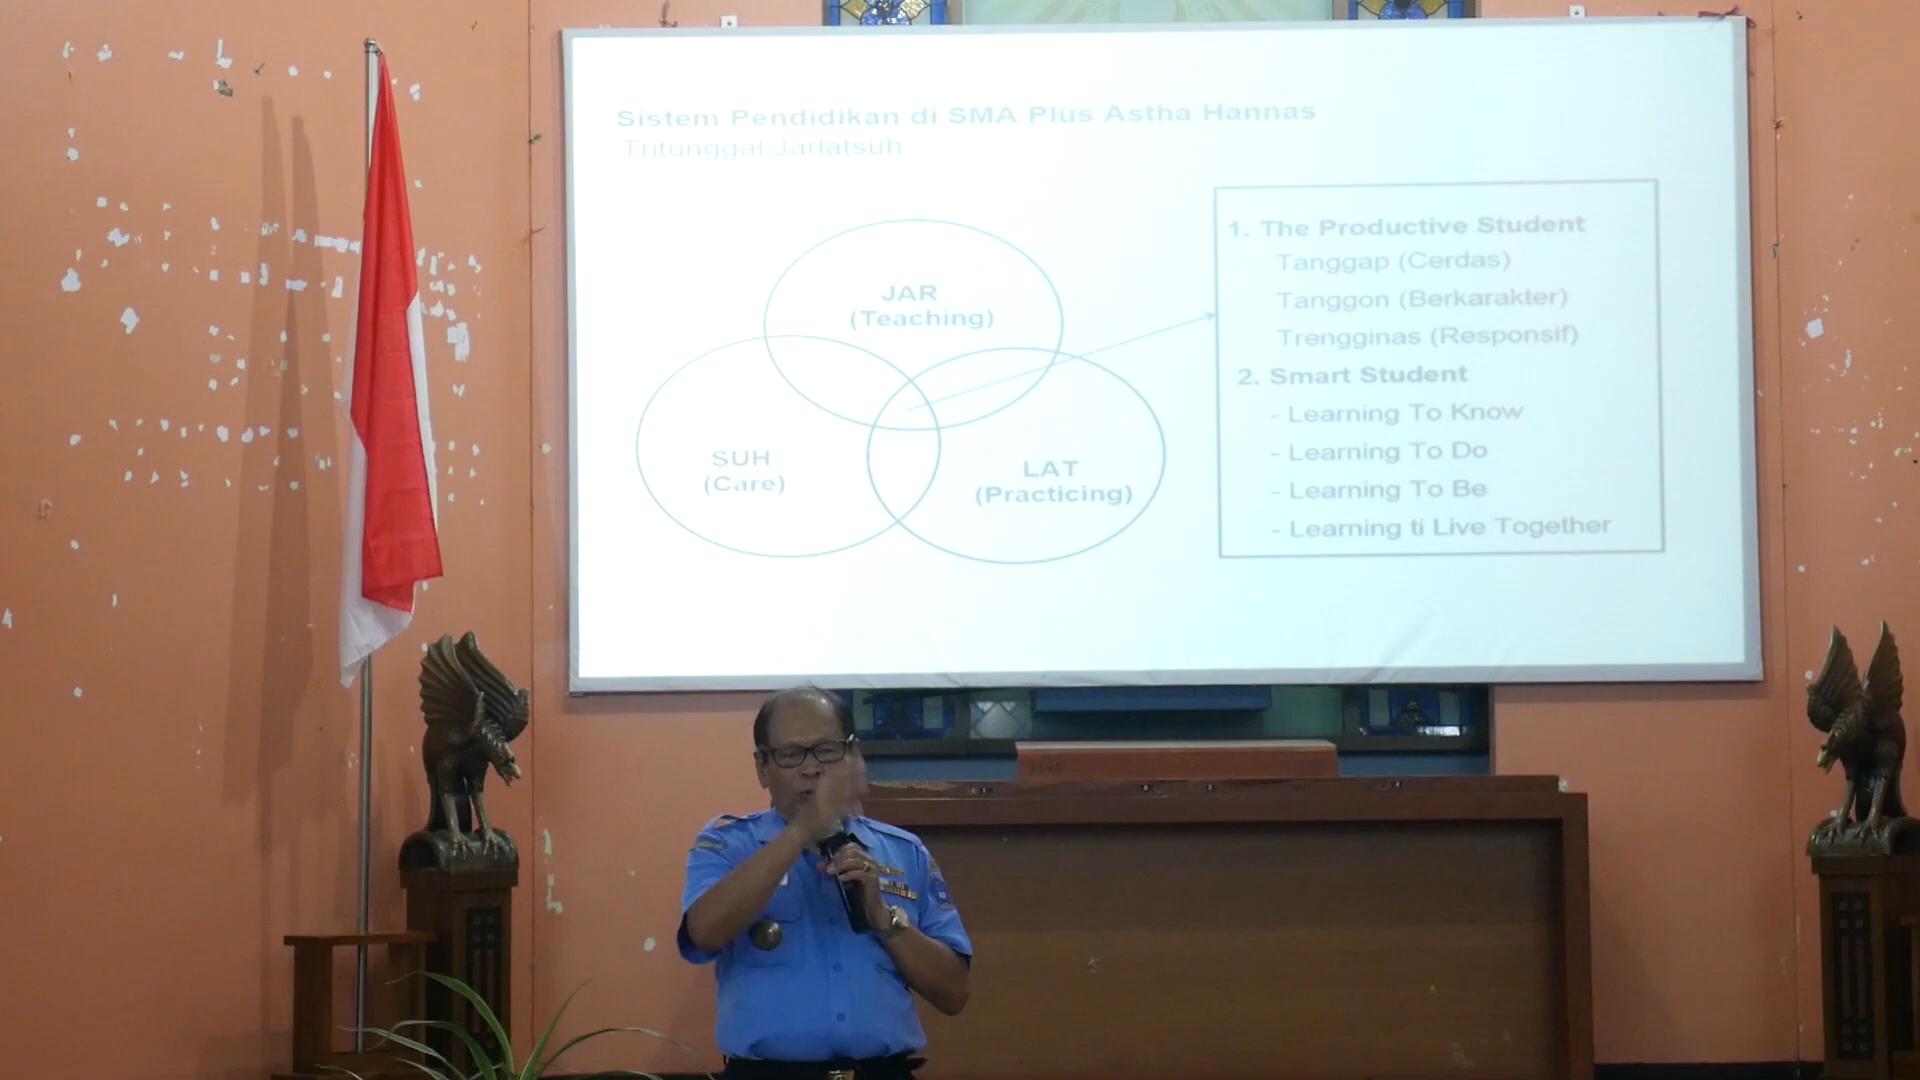 Sistem Pendidikan di SMA Plus Astha Hannas
Tritunggal Jarlatsuh
JAR
(Teaching)
SUH
(Care)
LAT
(Practicing)
1. The Productive Student
Tanggap (Cerdas)
Tanggon (Berkarakter)
Trengginas (Responsif)
2. Smart Student
- Learning To Know
- Learning To Do
- Learning To Be
- Learning ti Live Together